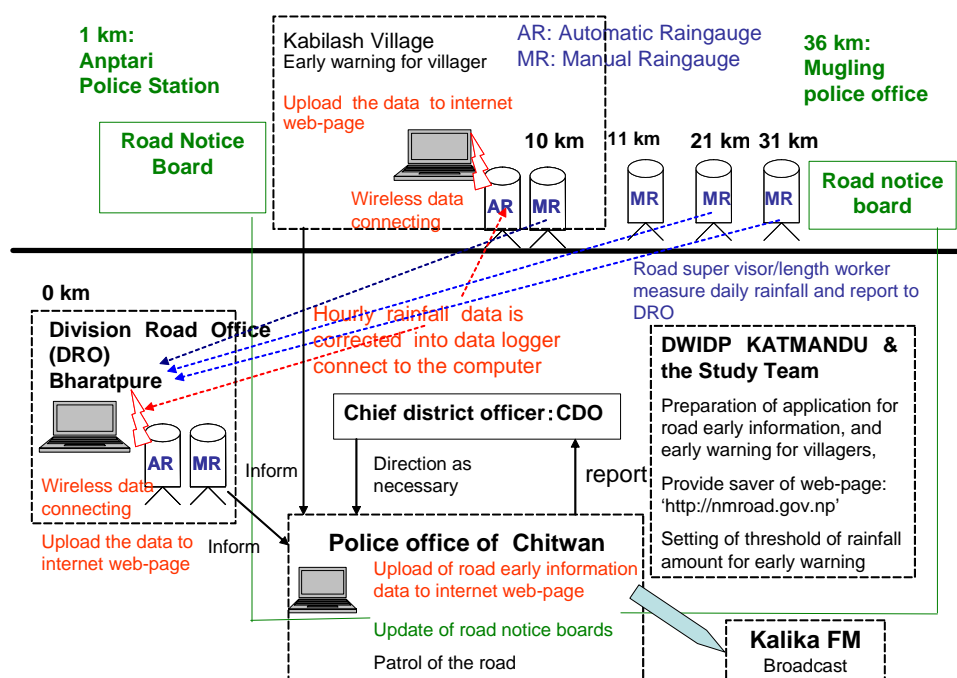 1 km:
Anptari
Police Station
Kabilash Village
Early warning for villager
AR: Automatic Raingauge
MR: Manual Raingauge
36 km:
Mugling
police office
Upload the data to internet
web-page
Road Notice
Board
10 km
11 km
21 km
31 km
Wireless data
connecting
AR
MR
MR
MR
MR
Road notice
board
Road super visor/length worker
measure daily rainfall and report to
DRO
0 km
Division Road Office
(DRO)
Bharatpure
Hourly rainfall data is
corrected into data logger
connect to the computer
DWIDP KATMANDU &
the Study Team
Preparation of application for
road early information, and
early warning for villagers,
Provide saver of web-page:
‘http://nmroad.gov.np’
Setting of threshold of rainfall
amount for early warning
Chief district officer:CDO
AR
MR
Wireless data
connecting
Inform
Direction as
necessary
report
Upload the data to
internet web-page
Inform
Police office of Chitwan
Upload of road early information
data to internet web-page
Update of road notice boards
Patrol of the road
Kalika FM
Broadcast